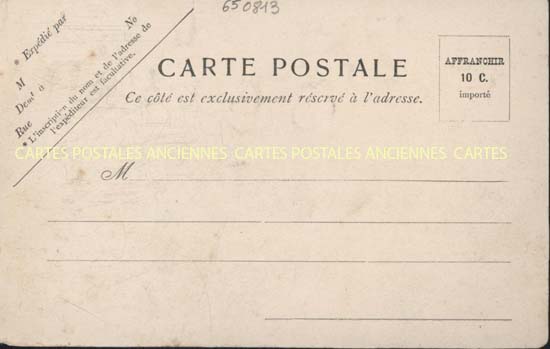 650813
* Expédié par
No
M
Demt a
Rue
* L'inscription du nom et de l'adresse de
l'expéditeur est facultative.
CARTE POSTALE
Ce côté est exclusivement réservé à l'adresse.
AFFRANCHIR
10 C.
importé
CARTES POSTALES ANCIENNES CARTES POSTALES ANCIENNES CARTES
M